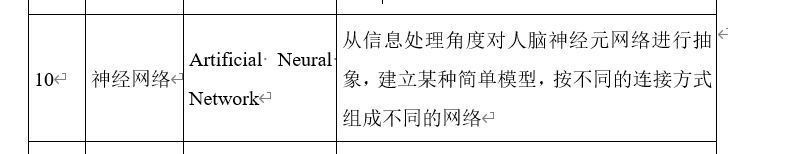 10
神经网络
Artificial Neural
Network
从信息处理角度对人脑神经元网络进行抽
象，建立某种简单模型，按不同的连接方式
组成不同的网络